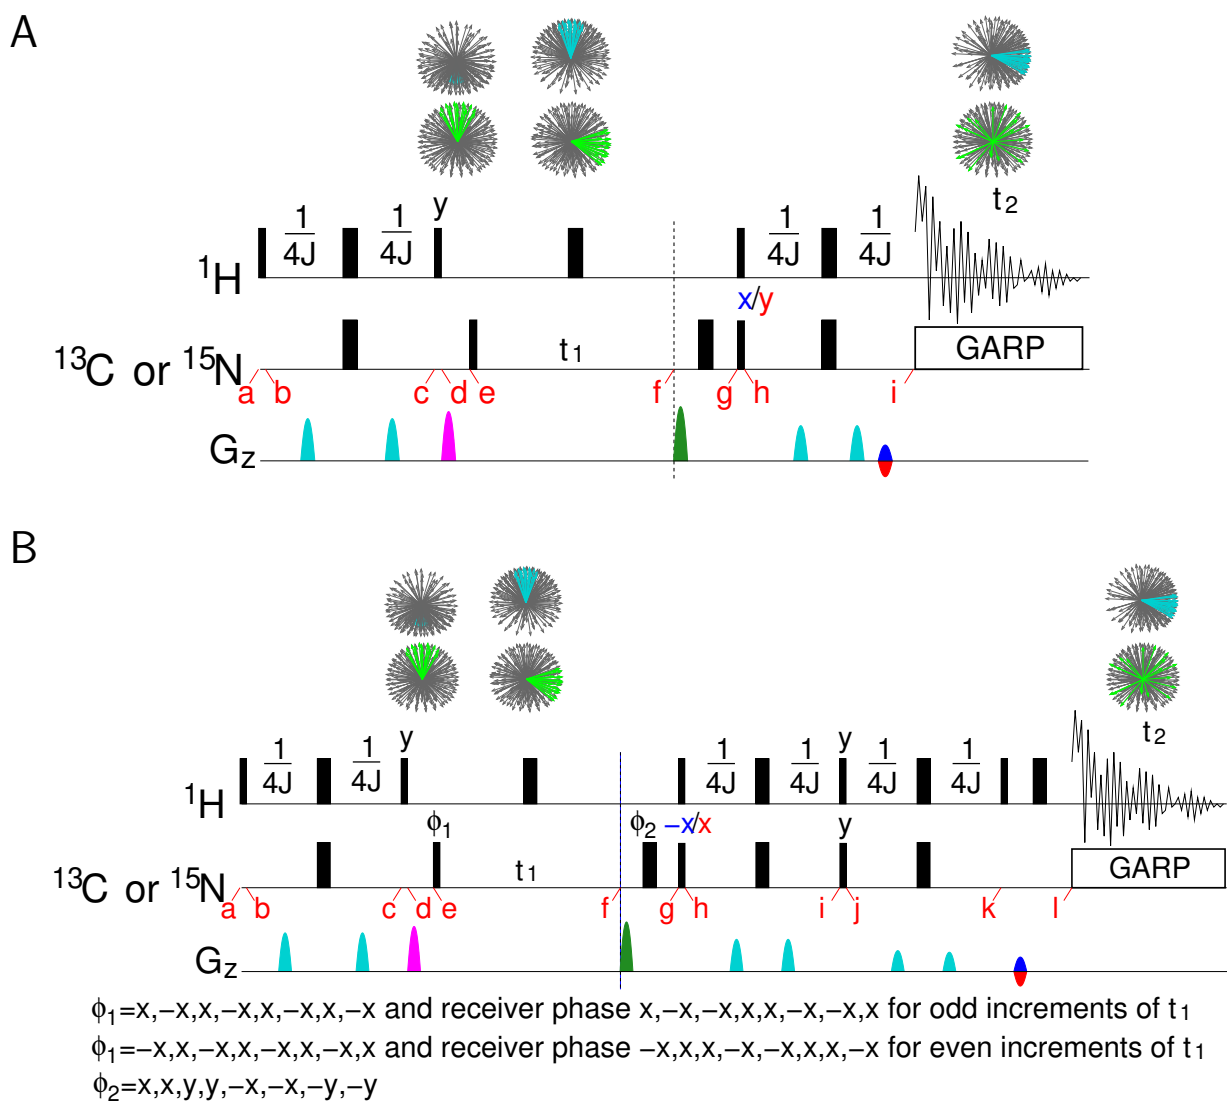 A
1/4J 1/4J y t2 1/4J 1/4J
1H
x/y
13C or 15N t1 GARP
a b c d e f g h i
Gz
B
y 1/4J 1/4J y t2 1/4J 1/4J 1/4J 1/4J
1H
ϕ1 ϕ2 −x/x y
13C or 15N t1 GARP
a b c d e f g h i j k l
Gz
ϕ1=x,−x,x,−x,x,−x,x,−x and receiver phase x,−x,−x,x,x,−x,−x,x for odd increments of t1
ϕ1=−x,x,−x,x,−x,x,−x,x and receiver phase −x,x,x,−x,−x,x,x,−x for even increments of t1
ϕ2=x,x,y,y,−x,−x,−y,−y